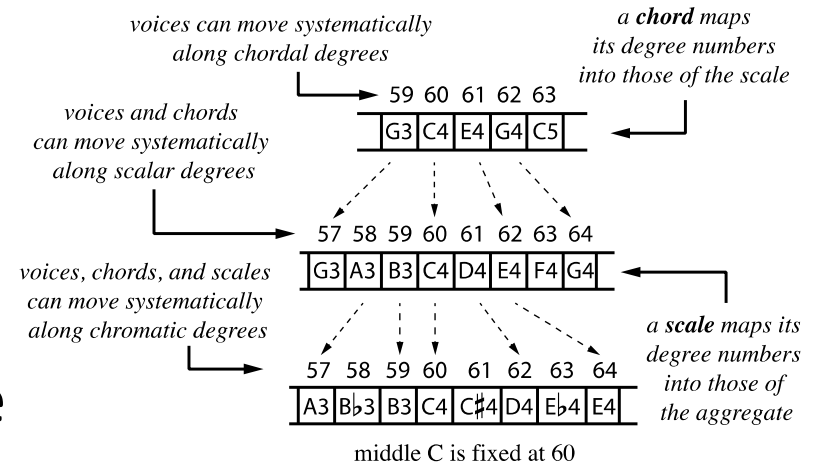 voices can move systematically
along chordal degrees
a chord maps
its degree numbers
into those of the scale
59 60 61 62 63
G3 C4 E4 G4 C5
voices and chords
can move systematically
along scalar degrees
57 58 59 60 61 62 63 64
G3 A3 B3 C4 D4 E4 F4 G4
voices, chords, and scales
can move systematically
along chromatic degrees
a scale maps its
degree numbers
into those of
the aggregate
57 58 59 60 61 62 63 64
A3 B♭3 B3 C4 C♯4 D4 E♭4 E4
middle C is fixed at 60